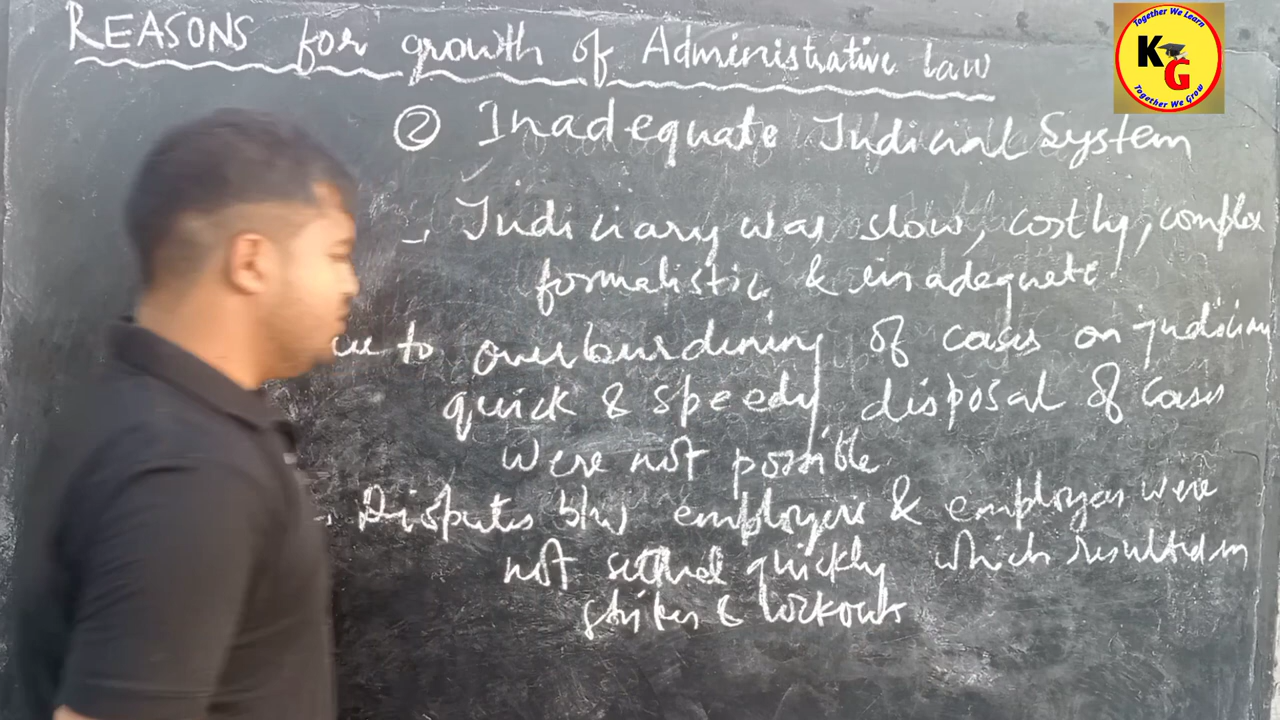 REASONS for growth of Administrative Law
Together We Learn
KG
Together We Grow
② Inadequate Judicial System
- Judiciary was slow, costly, complex
formalistic & inadequate
ue to overburdening of cases on judiciary
quick & speedy disposal of cases
were not possible
- Disputes b/w employers & employees were
not settled quickly which resulted in
strikes & lockouts